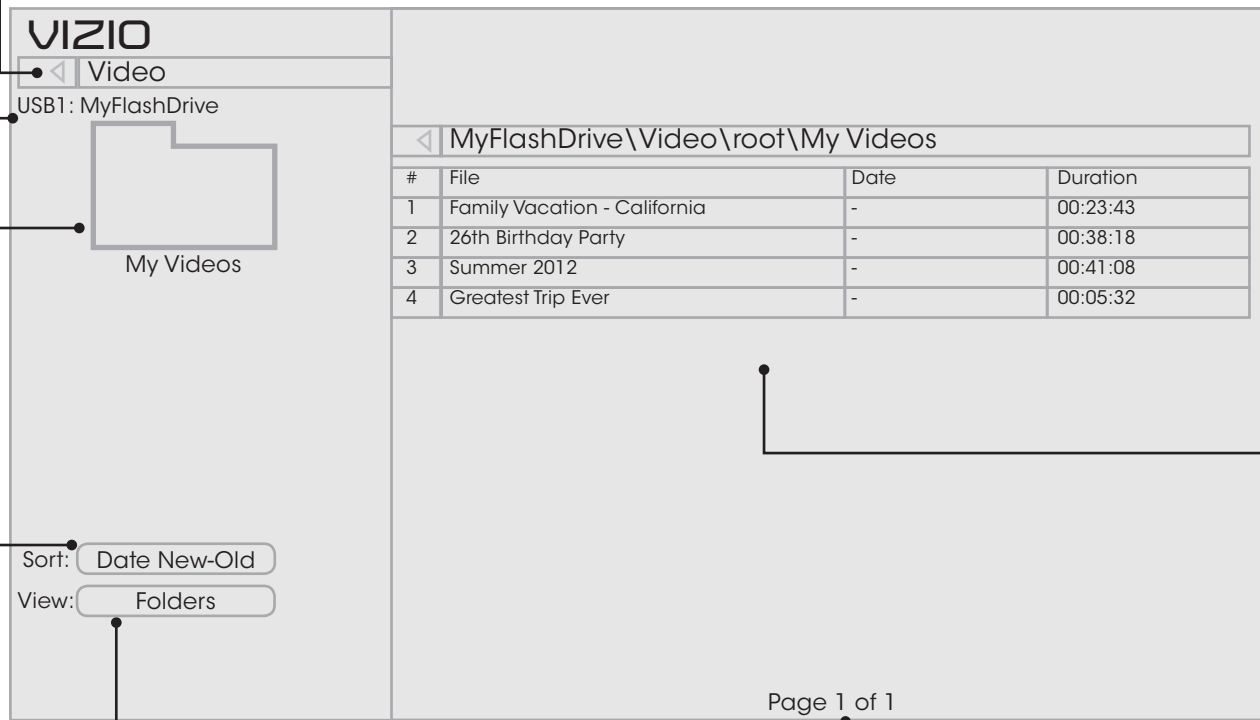 VIZIO
Video
USB1: MyFlashDrive
My Videos
Sort: Date New-Old
View: Folders
MyFlashDrive\Video\root\My Videos
# File Date Duration
1 Family Vacation - California - 00:23:43
2 26th Birthday Party - 00:38:18
3 Summer 2012 - 00:41:08
4 Greatest Trip Ever - 00:05:32
Page 1 of 1